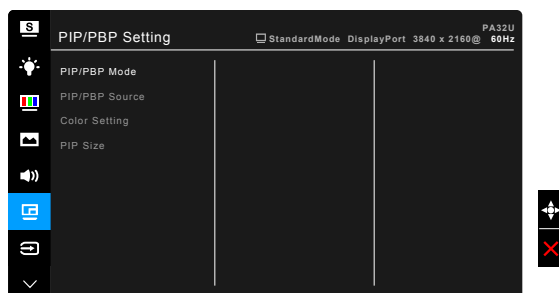 S
PIP/PBP Setting
PA32U
StandardMode DisplayPort 3840 x 2160@ 60Hz
PIP/PBP Mode
PIP/PBP Source
Color Setting
PIP Size